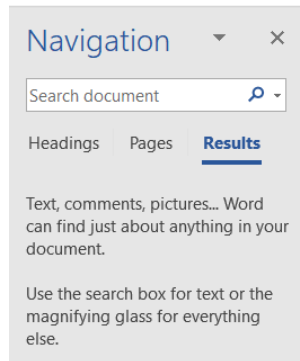 Navigation
Search document
Headings Pages Results
Text, comments, pictures... Word
can find just about anything in your
document.
Use the search box for text or the
magnifying glass for everything
else.